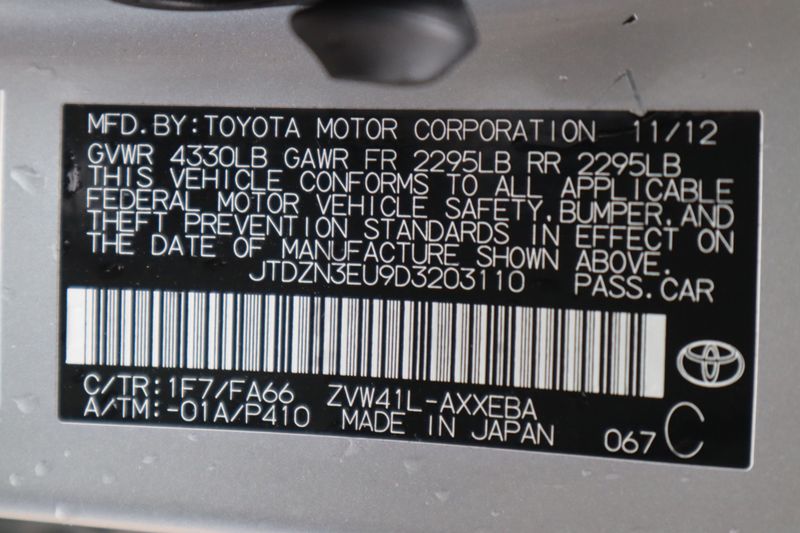 MFD.BY:TOYOTA MOTOR CORPORATION 11/12
GVWR 4330LB GAWR FR 2295LB RR 2295LB
THIS VEHICLE CONFORMS TO ALL APPLICABLE
FEDERAL MOTOR VEHICLE SAFETY,BUMPER,AND
THEFT PREVENTION STANDARDS IN EFFECT ON
THE DATE OF MANUFACTURE SHOWN ABOVE.
JTDZN3EU9D3203110 PASS.CAR
C/TR:1F7/FA66 ZVW41L-AXXEBA
A/TM:-01A/P410 MADE IN JAPAN 067 C